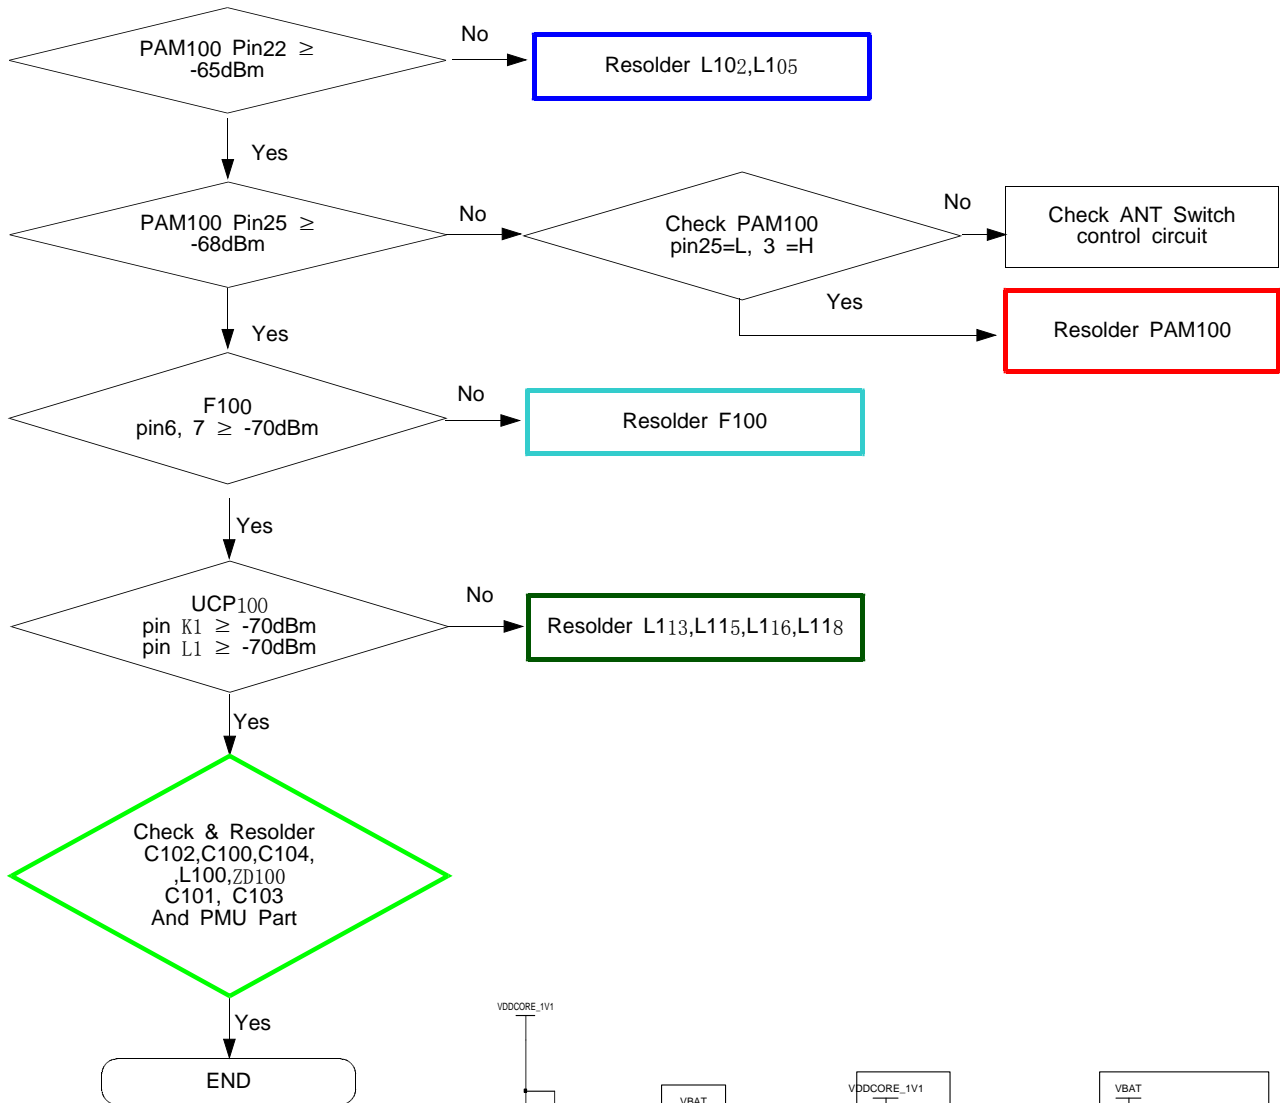 PAM100 Pin22 ≥
-65dBm
No
Resolder L102,L105
Yes
PAM100 Pin25 ≥
-68dBm
No
Check PAM100
pin25=L, 3 =H
No
Check ANT Switch
control circuit
Yes
Resolder PAM100
Yes
F100
pin6, 7 ≥ -70dBm
No
Resolder F100
Yes
UCP100
pin K1 ≥ -70dBm
pin L1 ≥ -70dBm
No
Resolder L113,L115,L116,L118
Yes
Check & Resolder
C102,C100,C104,
,L100,ZD100
C101, C103
And PMU Part
Yes
END
VDDCORE_1V1
VBAT
VDDCORE_1V1
VBAT